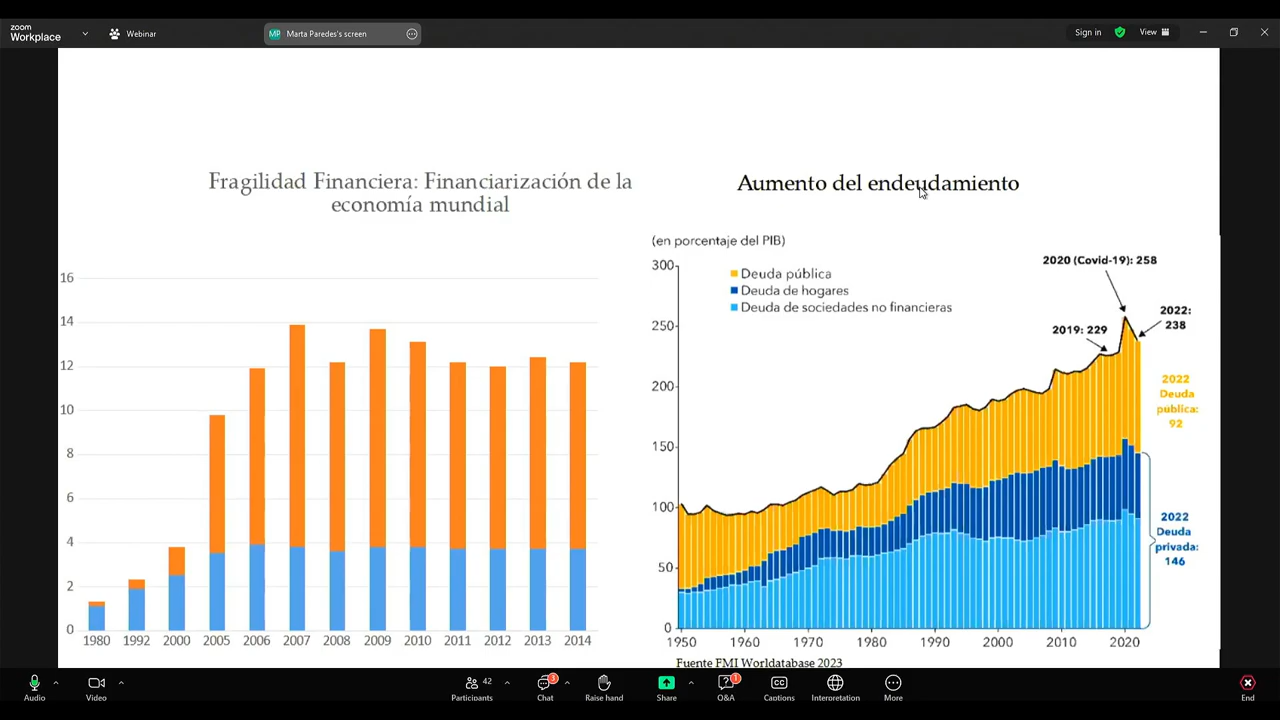 zoom
Workplace
Webinar
MP Marta Paredes's screen
Sign in
View
Fragilidad Financiera: Financiarización de la
economía mundial
16
14
12
10
8
6
4
2
0
1980 1992 2000 2005 2006 2007 2008 2009 2010 2011 2012 2013 2014
Aumento del endeudamiento
(en porcentaje del PIB)
Deuda pública
Deuda de hogares
Deuda de sociedades no financieras
300
250
200
150
100
50
0
1950 1960 1970 1980 1990 2000 2010 2020
2020 (Covid-19): 258
2019: 229
2022:
238
2022
Deuda
pública:
92
2022
Deuda
privada:
146
Fuente FMI Worldatabase 2023
Audio
Video
Participants 42
Chat 3
Raise hand
Share
Q&A 1
CC
Captions
Interpretation
More
End